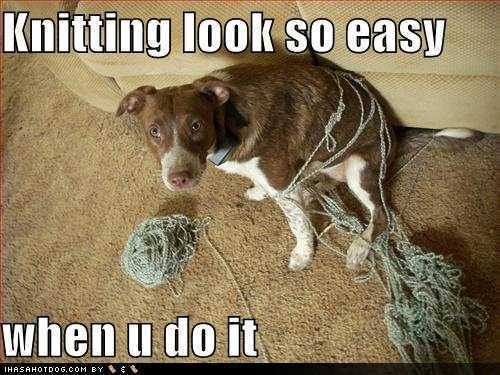 Knitting look so easy
when u do it
IHASAHOTDOG.COM BY